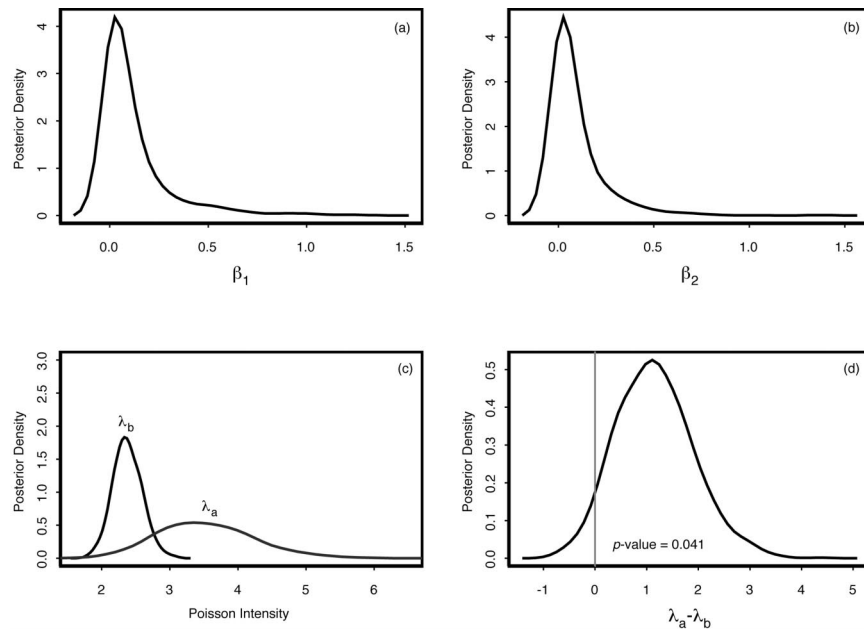 (a)
Posterior Density
4
3
2
1
0
0.0 0.5 1.0 1.5
β1
(b)
Posterior Density
4
3
2
1
0
0.0 0.5 1.0 1.5
β2
(c)
Posterior Density
3.0
2.5
2.0
1.5
1.0
0.5
0.0
λb
λa
2 3 4 5 6
Poisson Intensity
(d)
Posterior Density
0.5
0.4
0.3
0.2
0.1
0.0
p-value = 0.041
-1 0 1 2 3 4 5
λa-λb